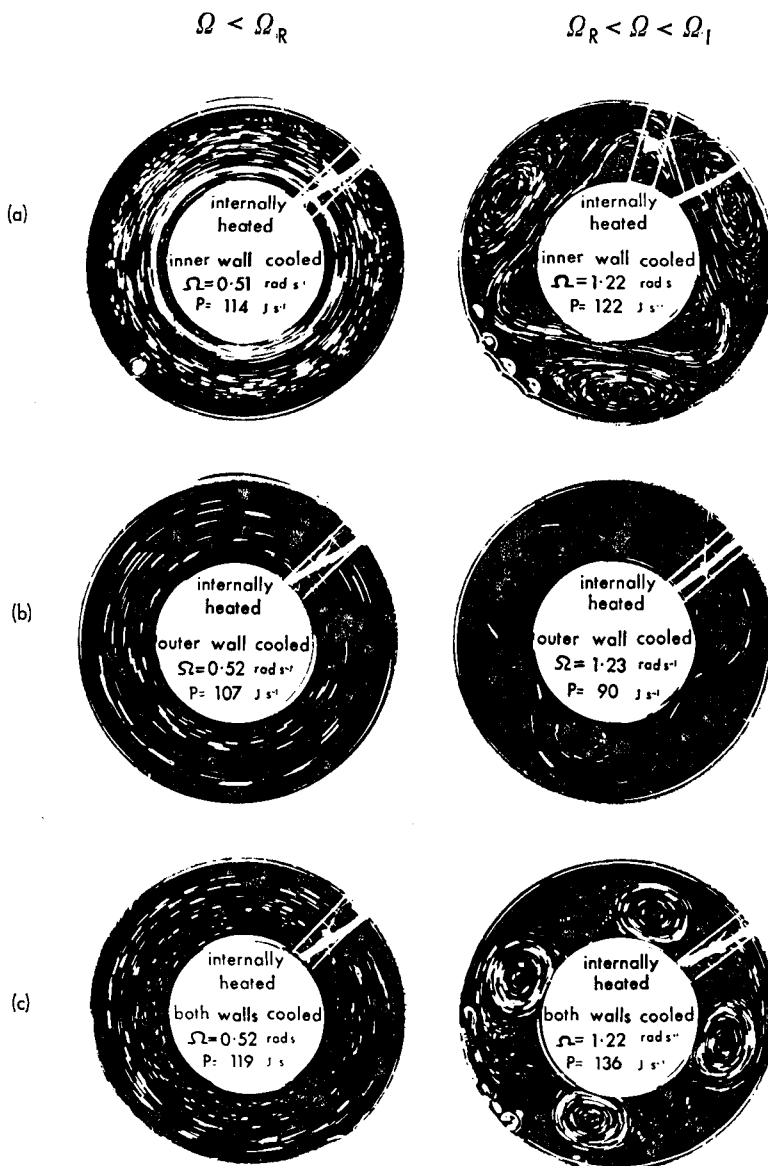 Ω < Ω_R
Ω_R < Ω < Ω_I
(a)
internally
heated
inner wall cooled
Ω=0·51 rad s⁻¹
P= 114 J s⁻¹
internally
heated
inner wall cooled
Ω=1·22 rad s
P= 122 J s⁻¹
(b)
internally
heated
outer wall cooled
Ω=0·52 rad s⁻¹
P= 107 J s⁻¹
internally
heated
outer wall cooled
Ω=1·23 rad s⁻¹
P= 90 J s⁻¹
(c)
internally
heated
both walls cooled
Ω=0·52 rad s
P= 119 J s
internally
heated
both walls cooled
Ω=1·22 rad s⁻¹
P= 136 J s⁻¹